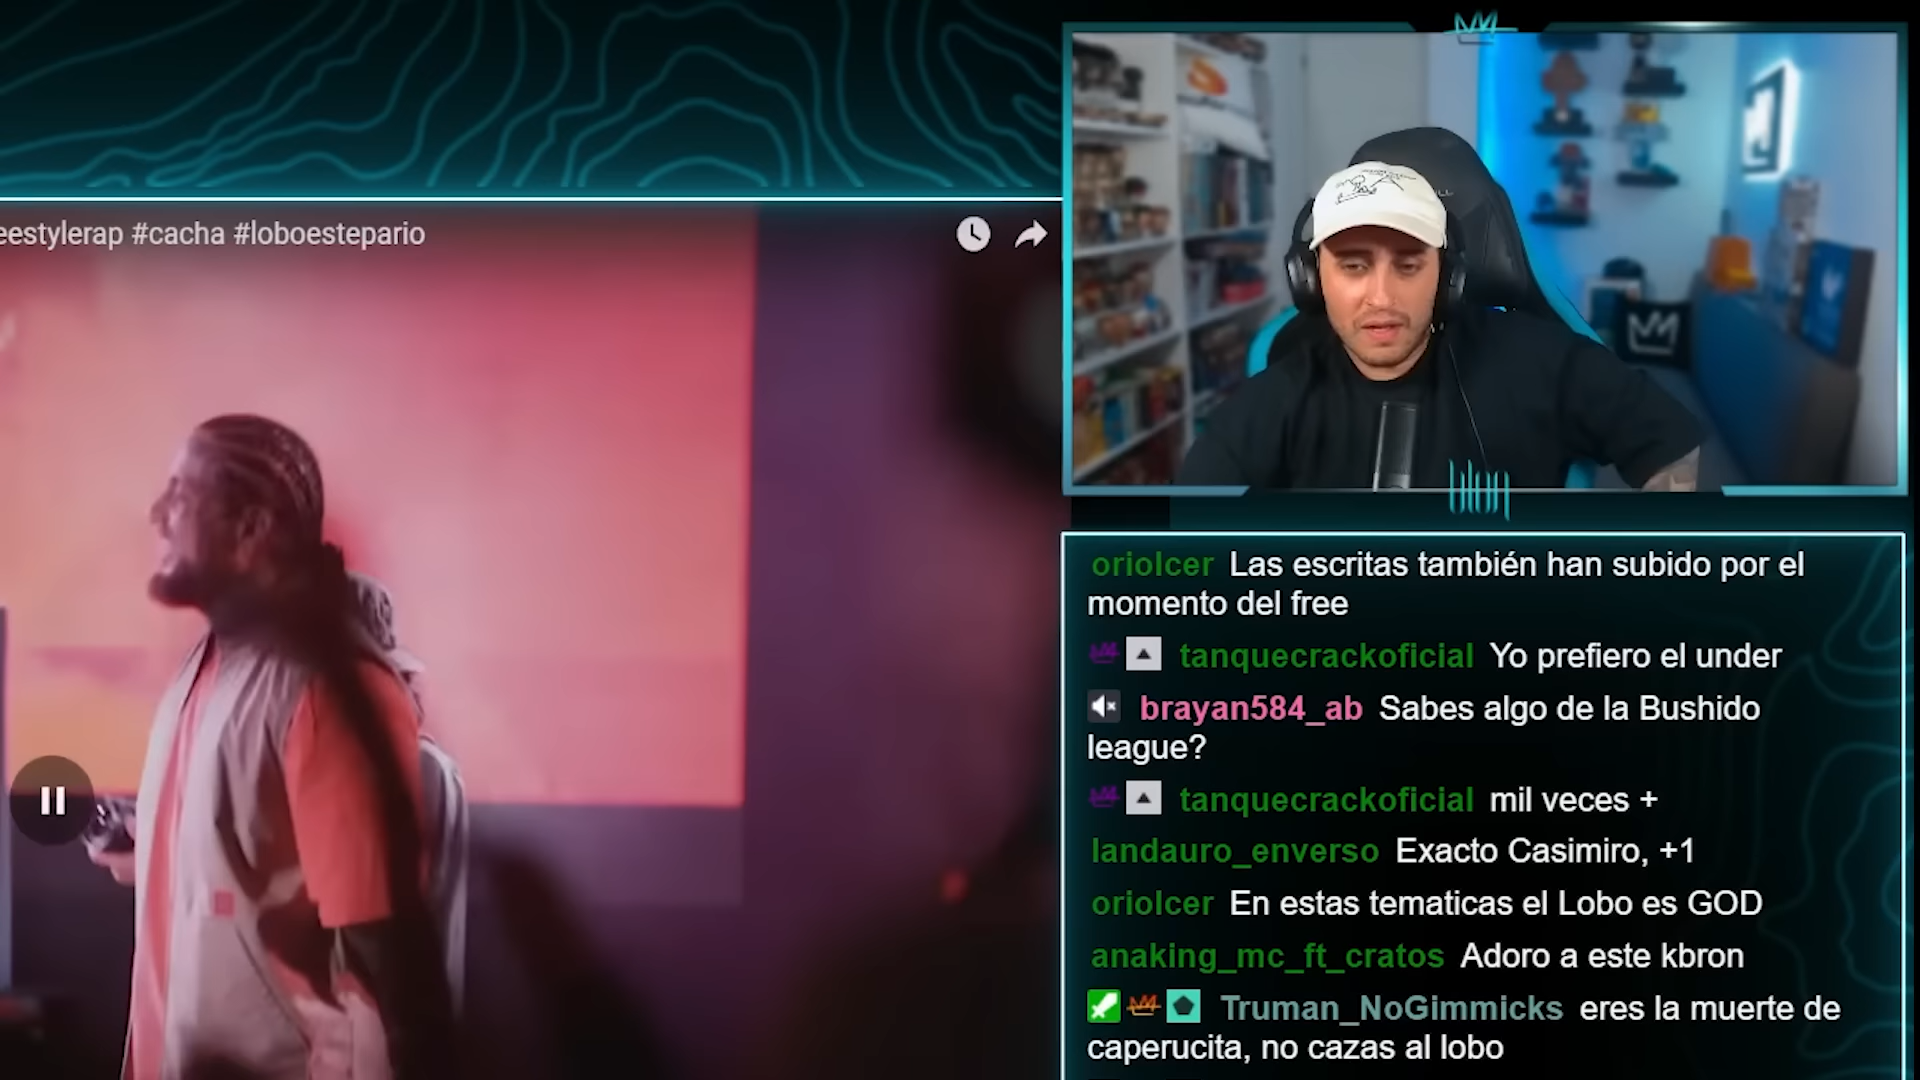 eestylerap #cacha #loboestepario
oriolcer Las escritas también han subido por el
momento del free
tanquecrackoficial Yo prefiero el under
brayan584_ab Sabes algo de la Bushido
league?
tanquecrackoficial mil veces +
landauro_enverso Exacto Casimiro, +1
oriolcer En estas tematicas el Lobo es GOD
anaking_mc_ft_cratos Adoro a este kbron
Truman_NoGimmicks eres la muerte de
caperucita, no cazas al lobo